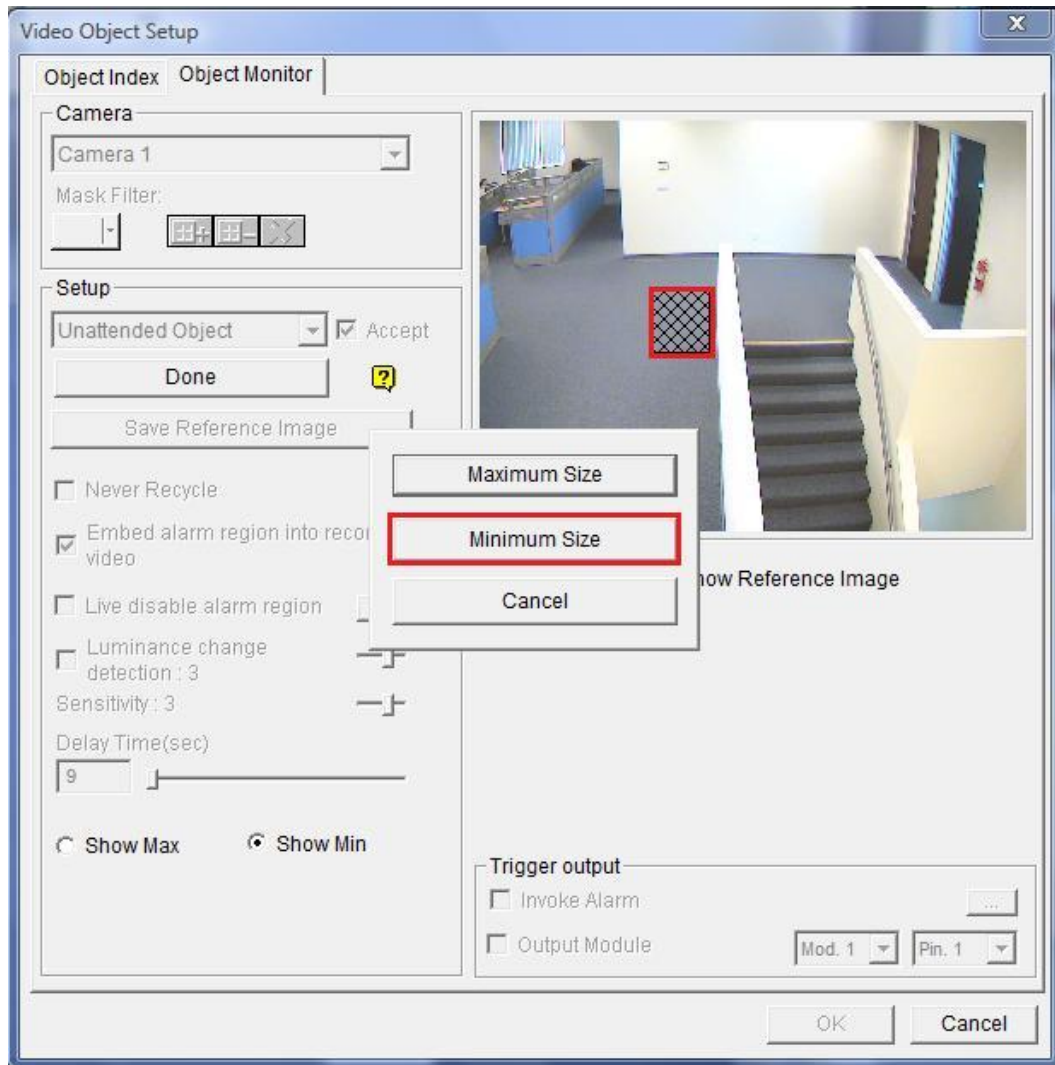 Video Object Setup
X
Object Index
Object Monitor
Camera
Camera 1
Mask Filter:
Setup
Unattended Object
Accept
Done
?
Save Reference Image
Maximum Size
Never Recycle
Minimum Size
Embed alarm region into recor
video
how Reference Image
Cancel
Live disable alarm region
Luminance change
detection : 3
Sensitivity : 3
Delay Time(sec)
9
Show Max
Show Min
Trigger output
Invoke Alarm
...
Output Module
Mod. 1
Pin. 1
OK
Cancel